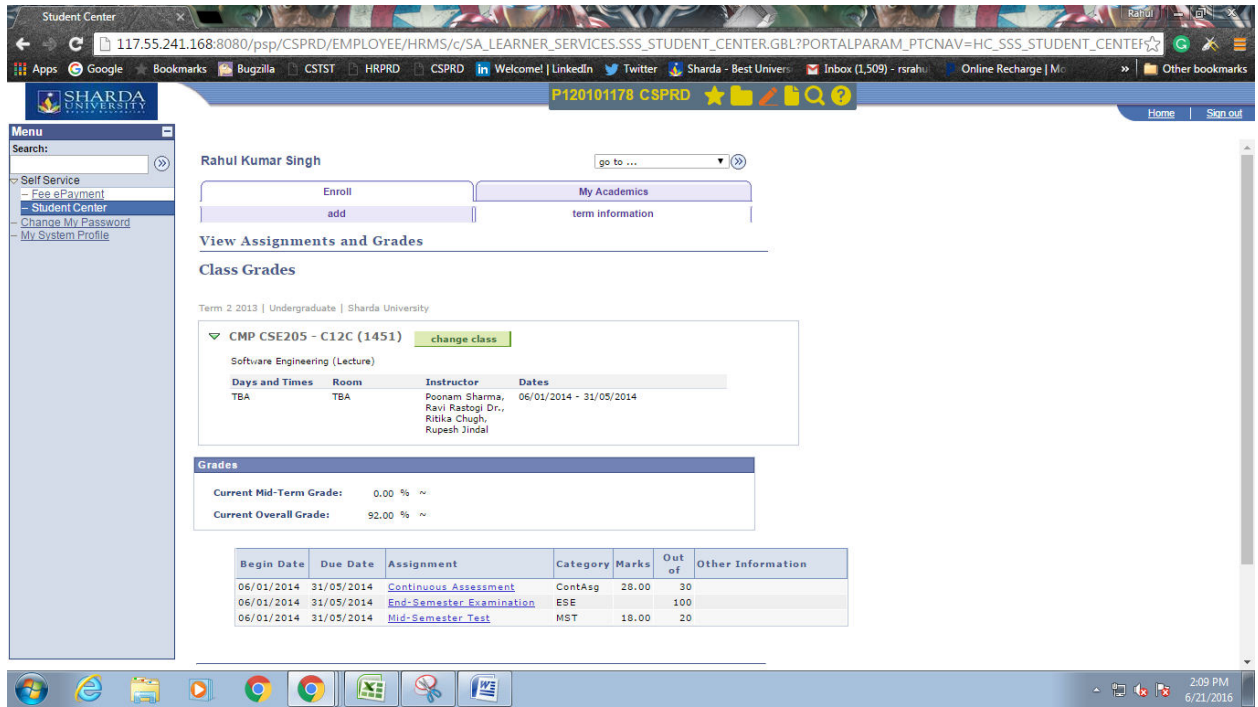 Student Center
Rahul
117.55.241.168:8080/psp/CSPRD/EMPLOYEE/HRMS/c/SA_LEARNER_SERVICES.SSS_STUDENT_CENTER.GBL?PORTALPARAM_PTCNAV=HC_SSS_STUDENT_CENTER
Apps Google Bookmarks Bugzilla CSTST HRPRD CSPRD Welcome! | LinkedIn Twitter Sharda - Best Univers Inbox (1,509) - rsrahu Online Recharge | Mo » Other bookmarks
SHARDA
UNIVERSITY
P120101178 CSPRD
Home | Sign out
Menu
Search:
Self Service
– Fee ePayment
– Student Center
– Change My Password
– My System Profile
Rahul Kumar Singh
go to ...
Enroll My Academics
add term information
View Assignments and Grades
Class Grades
Term 2 2013 | Undergraduate | Sharda University
CMP CSE205 - C12C (1451) change class
Software Engineering (Lecture)
Days and Times Room Instructor Dates
TBA TBA Poonam Sharma, 06/01/2014 - 31/05/2014
Ravi Rastogi Dr.,
Ritika Chugh,
Rupesh Jindal
Grades
Current Mid-Term Grade: 0.00 % ~
Current Overall Grade: 92.00 % ~
Begin Date Due Date Assignment Category Marks Out of Other Information
06/01/2014 31/05/2014 Continuous Assessment ContAsg 28.00 30
06/01/2014 31/05/2014 End-Semester Examination ESE 100
06/01/2014 31/05/2014 Mid-Semester Test MST 18.00 20
2:09 PM
6/21/2016